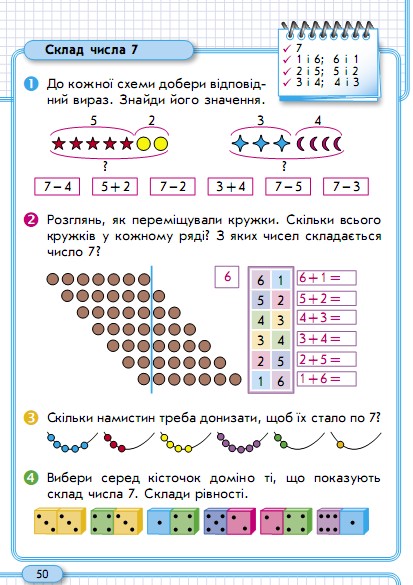 Склад числа 7
7
1 і 6; 6 і 1
2 і 5; 5 і 2
3 і 4; 4 і 3
1 До кожної схеми добери відповід-
ний вираз. Знайди його значення.
5 2 3 4
? ?
7−4 5+2 7−2 3+4 7−5 7−3
2 Розглянь, як переміщували кружки. Скільки всього
кружків у кожному ряді? З яких чисел складається
число 7?
6 6 1 6+1=
5 2 5+2=
4 3 4+3=
3 4 3+4=
2 5 2+5=
1 6 1+6=
3 Скільки намистин треба донизати, щоб їх стало по 7?
4 Вибери серед кісточок доміно ті, що показують
склад числа 7. Склади рівності.
50